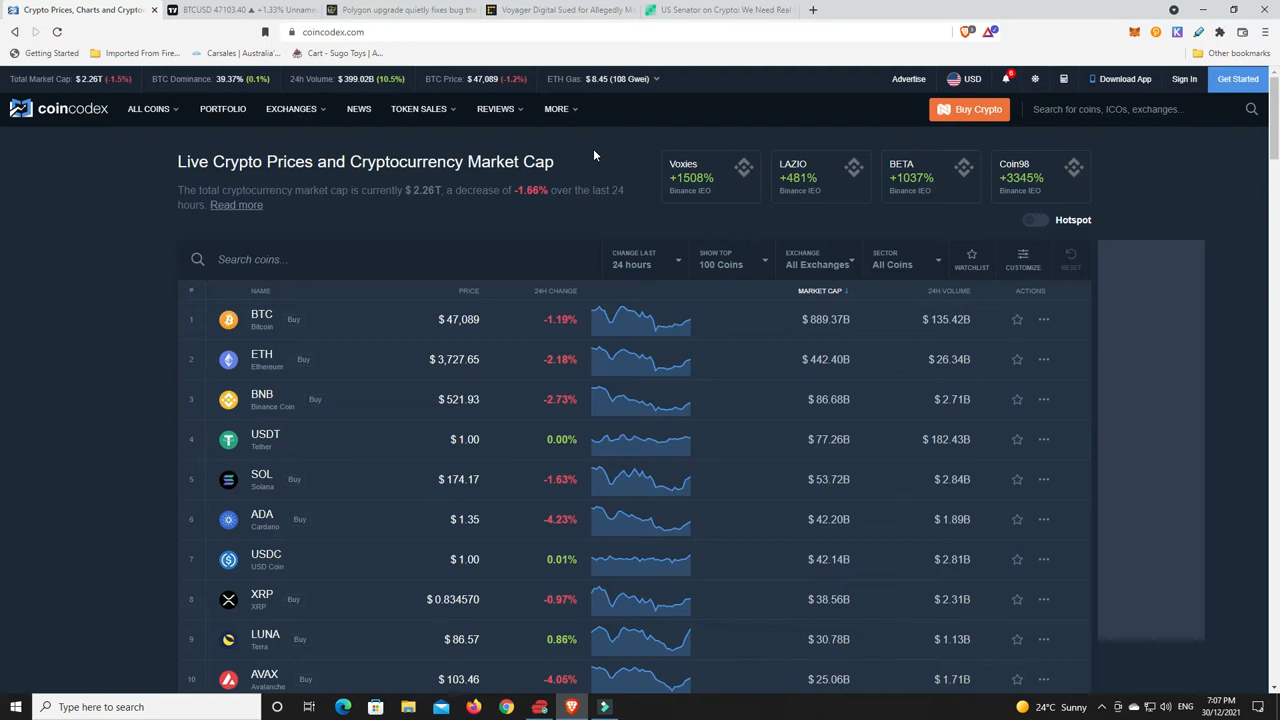 Crypto Prices, Charts and Cryptoc
BTCUSD 47103.40 ▲ +1.33% Unname
Polygon upgrade quietly fixes bug tha
Voyager Digital Sued for Allegedly Mi
US Senator on Crypto: We Need Real
coincodex.com
3
Getting Started
Imported From Fire...
Carsales | Australia'...
Cart - Sugo Toys | A...
Other bookmarks
Total Market Cap: $ 2.26T (-1.5%)
BTC Dominance: 39.37% (0.1%)
24h Volume: $ 399.02B (10.5%)
BTC Price: $ 47,089 (-1.2%)
ETH Gas: $ 8.45 (108 Gwei)
Advertise
USD
6
Download App
Sign In
Get Started
coincodex
ALL COINS
PORTFOLIO
EXCHANGES
NEWS
TOKEN SALES
REVIEWS
MORE
Buy Crypto
Search for coins, ICOs, exchanges...
Live Crypto Prices and Cryptocurrency Market Cap
The total cryptocurrency market cap is currently $ 2.26T, a decrease of -1.66% over the last 24
hours. Read more
Voxies
+1508%
Binance IEO
LAZIO
+481%
Binance IEO
BETA
+1037%
Binance IEO
Coin98
+3345%
Binance IEO
Hotspot
Search coins...
CHANGE LAST
24 hours
SHOW TOP
100 Coins
EXCHANGE
All Exchanges
SECTOR
All Coins
WATCHLIST
CUSTOMIZE
RESET
# NAME PRICE 24H CHANGE MARKET CAP ↓ 24H VOLUME ACTIONS
1 BTC Buy $ 47,089 -1.19% $ 889.37B $ 135.42B
Bitcoin
2 ETH Buy $ 3,727.65 -2.18% $ 442.40B $ 26.34B
Ethereum
3 BNB Buy $ 521.93 -2.73% $ 86.68B $ 2.71B
Binance Coin
4 USDT $ 1.00 0.00% $ 77.26B $ 182.43B
Tether
5 SOL Buy $ 174.17 -1.63% $ 53.72B $ 2.84B
Solana
6 ADA Buy $ 1.35 -4.23% $ 42.20B $ 1.89B
Cardano
7 USDC $ 1.00 0.01% $ 42.14B $ 2.81B
USD Coin
8 XRP Buy $ 0.834570 -0.97% $ 38.56B $ 2.31B
XRP
9 LUNA Buy $ 86.57 0.86% $ 30.78B $ 1.13B
Terra
10 AVAX Buy $ 103.46 -4.05% $ 25.06B $ 1.71B
Avalanche
Type here to search
24°C Sunny
ENG
7:07 PM
30/12/2021